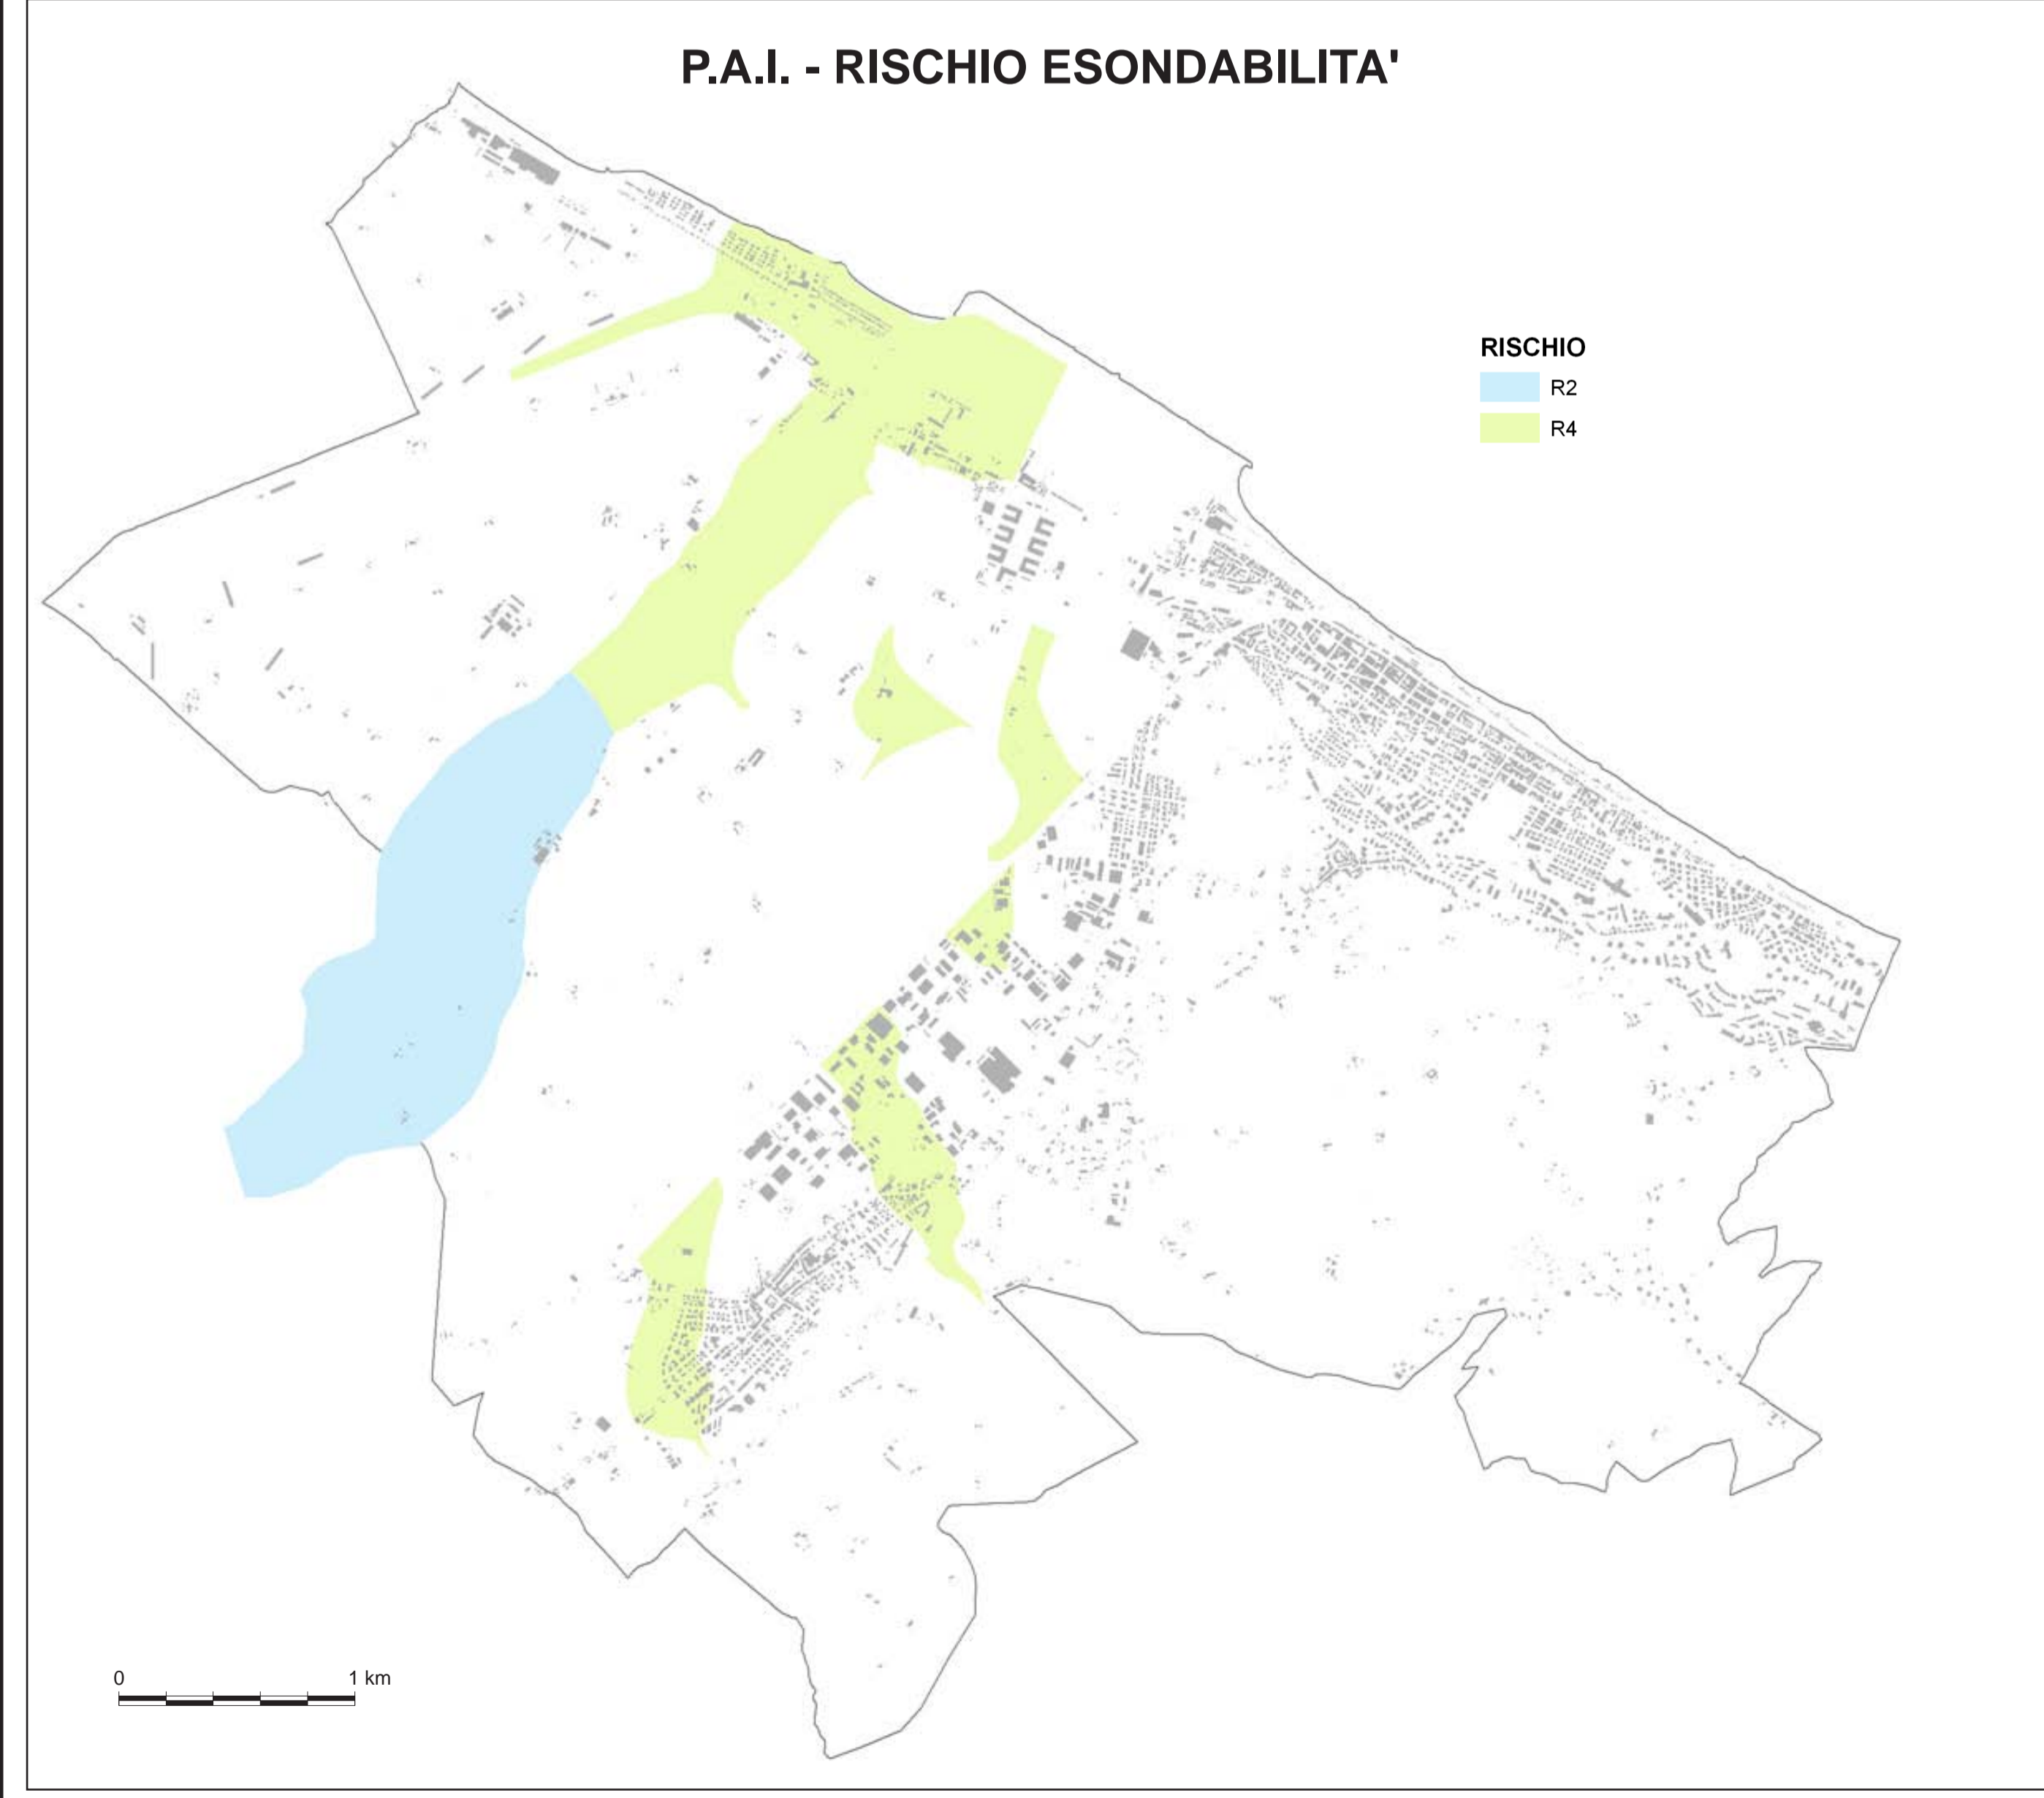 P.A.I. - RISCHIO ESONDABILITA'
RISCHIO
R2
R4
0 1 km